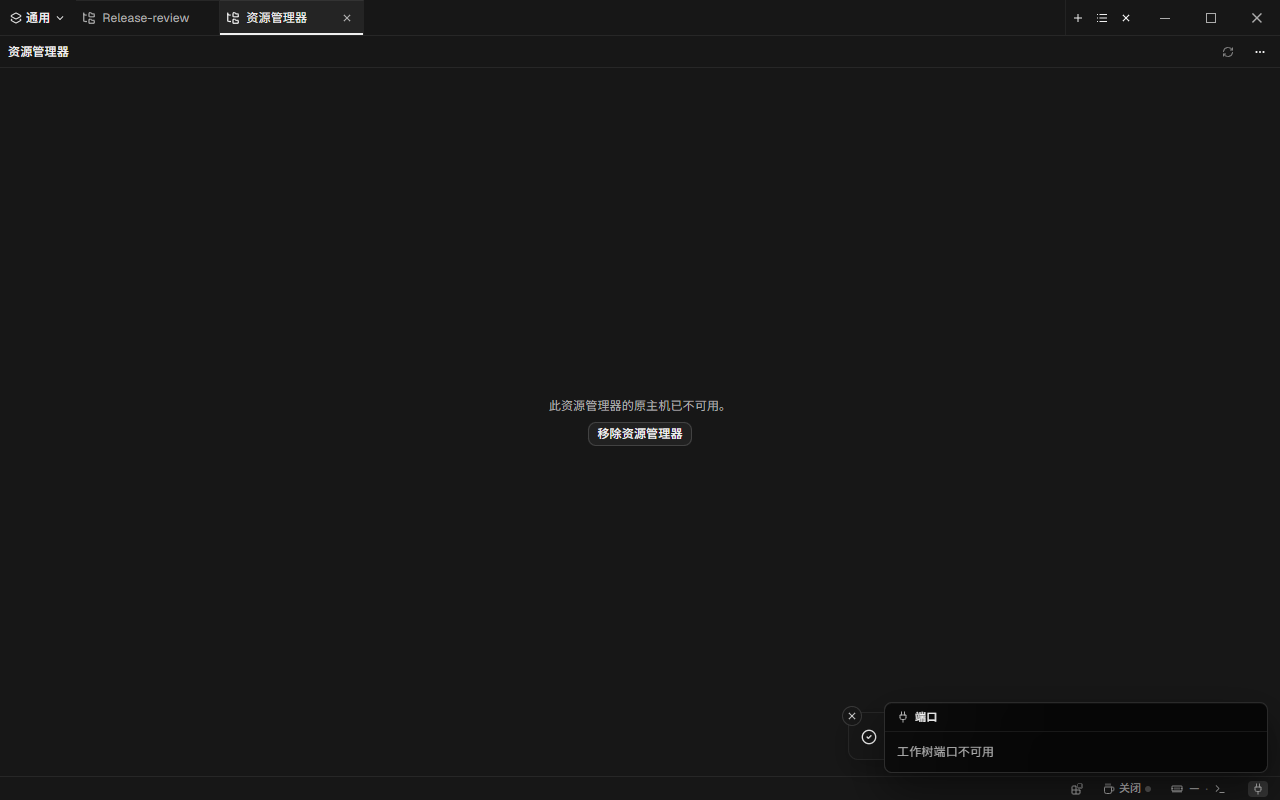 通用
Release-review
资源管理器
资源管理器
此资源管理器的原主机已不可用。
移除资源管理器
端口
工作树端口不可用
关闭